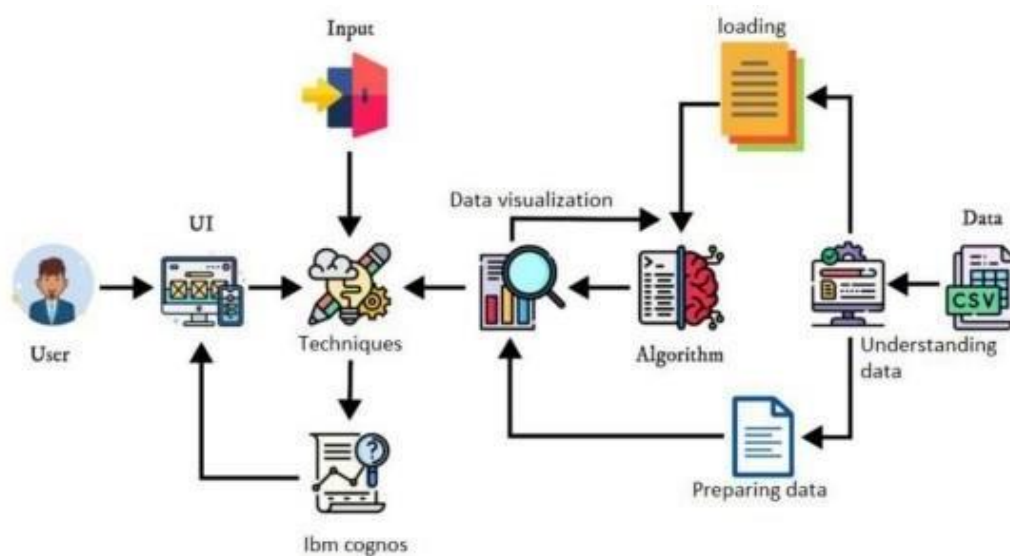 Input
loading
Data visualization
UI
Data
CSV
User
Techniques
Algorithm
Understanding
data
Preparing data
Ibm cognos